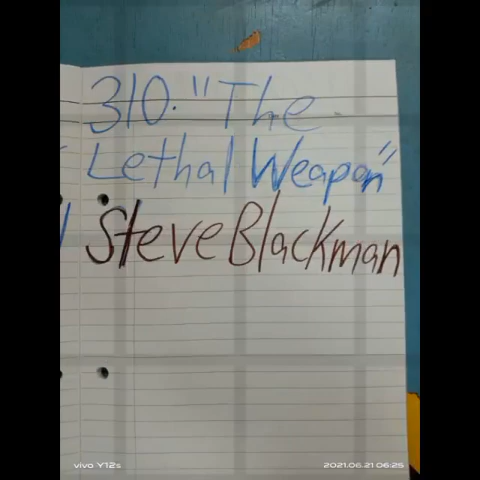 310. "The
Lethal Weapon"
Steve Blackman
vivo Y12s
2021.06.21 06:25